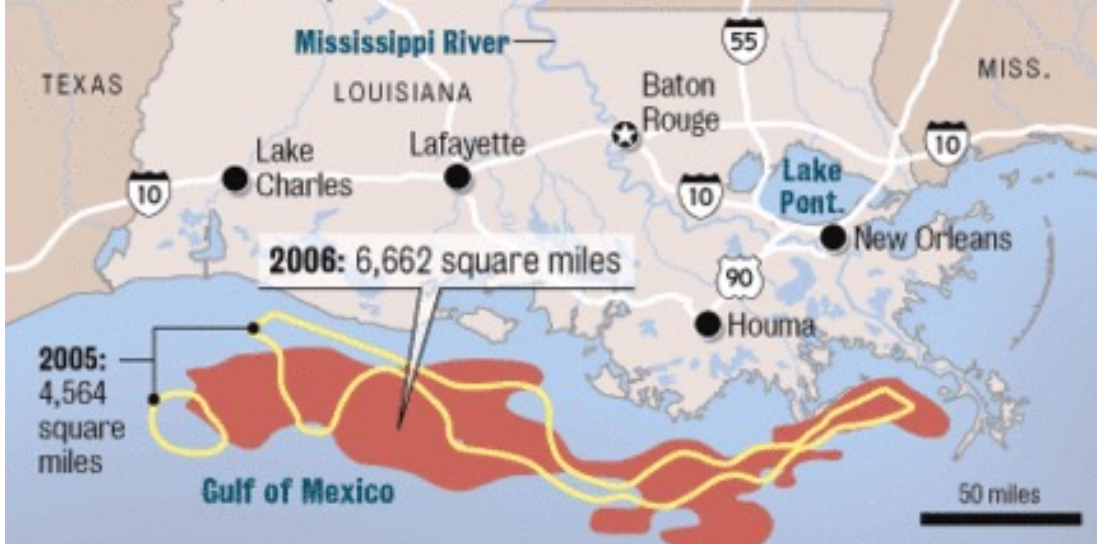 Mississippi River
55
TEXAS
LOUISIANA
MISS.
Baton
Rouge
Lake
Charles
Lafayette
10
10
10
Lake
Pont.
New Orleans
2006: 6,662 square miles
90
Houma
2005:
4,564
square
miles
Gulf of Mexico
50 miles